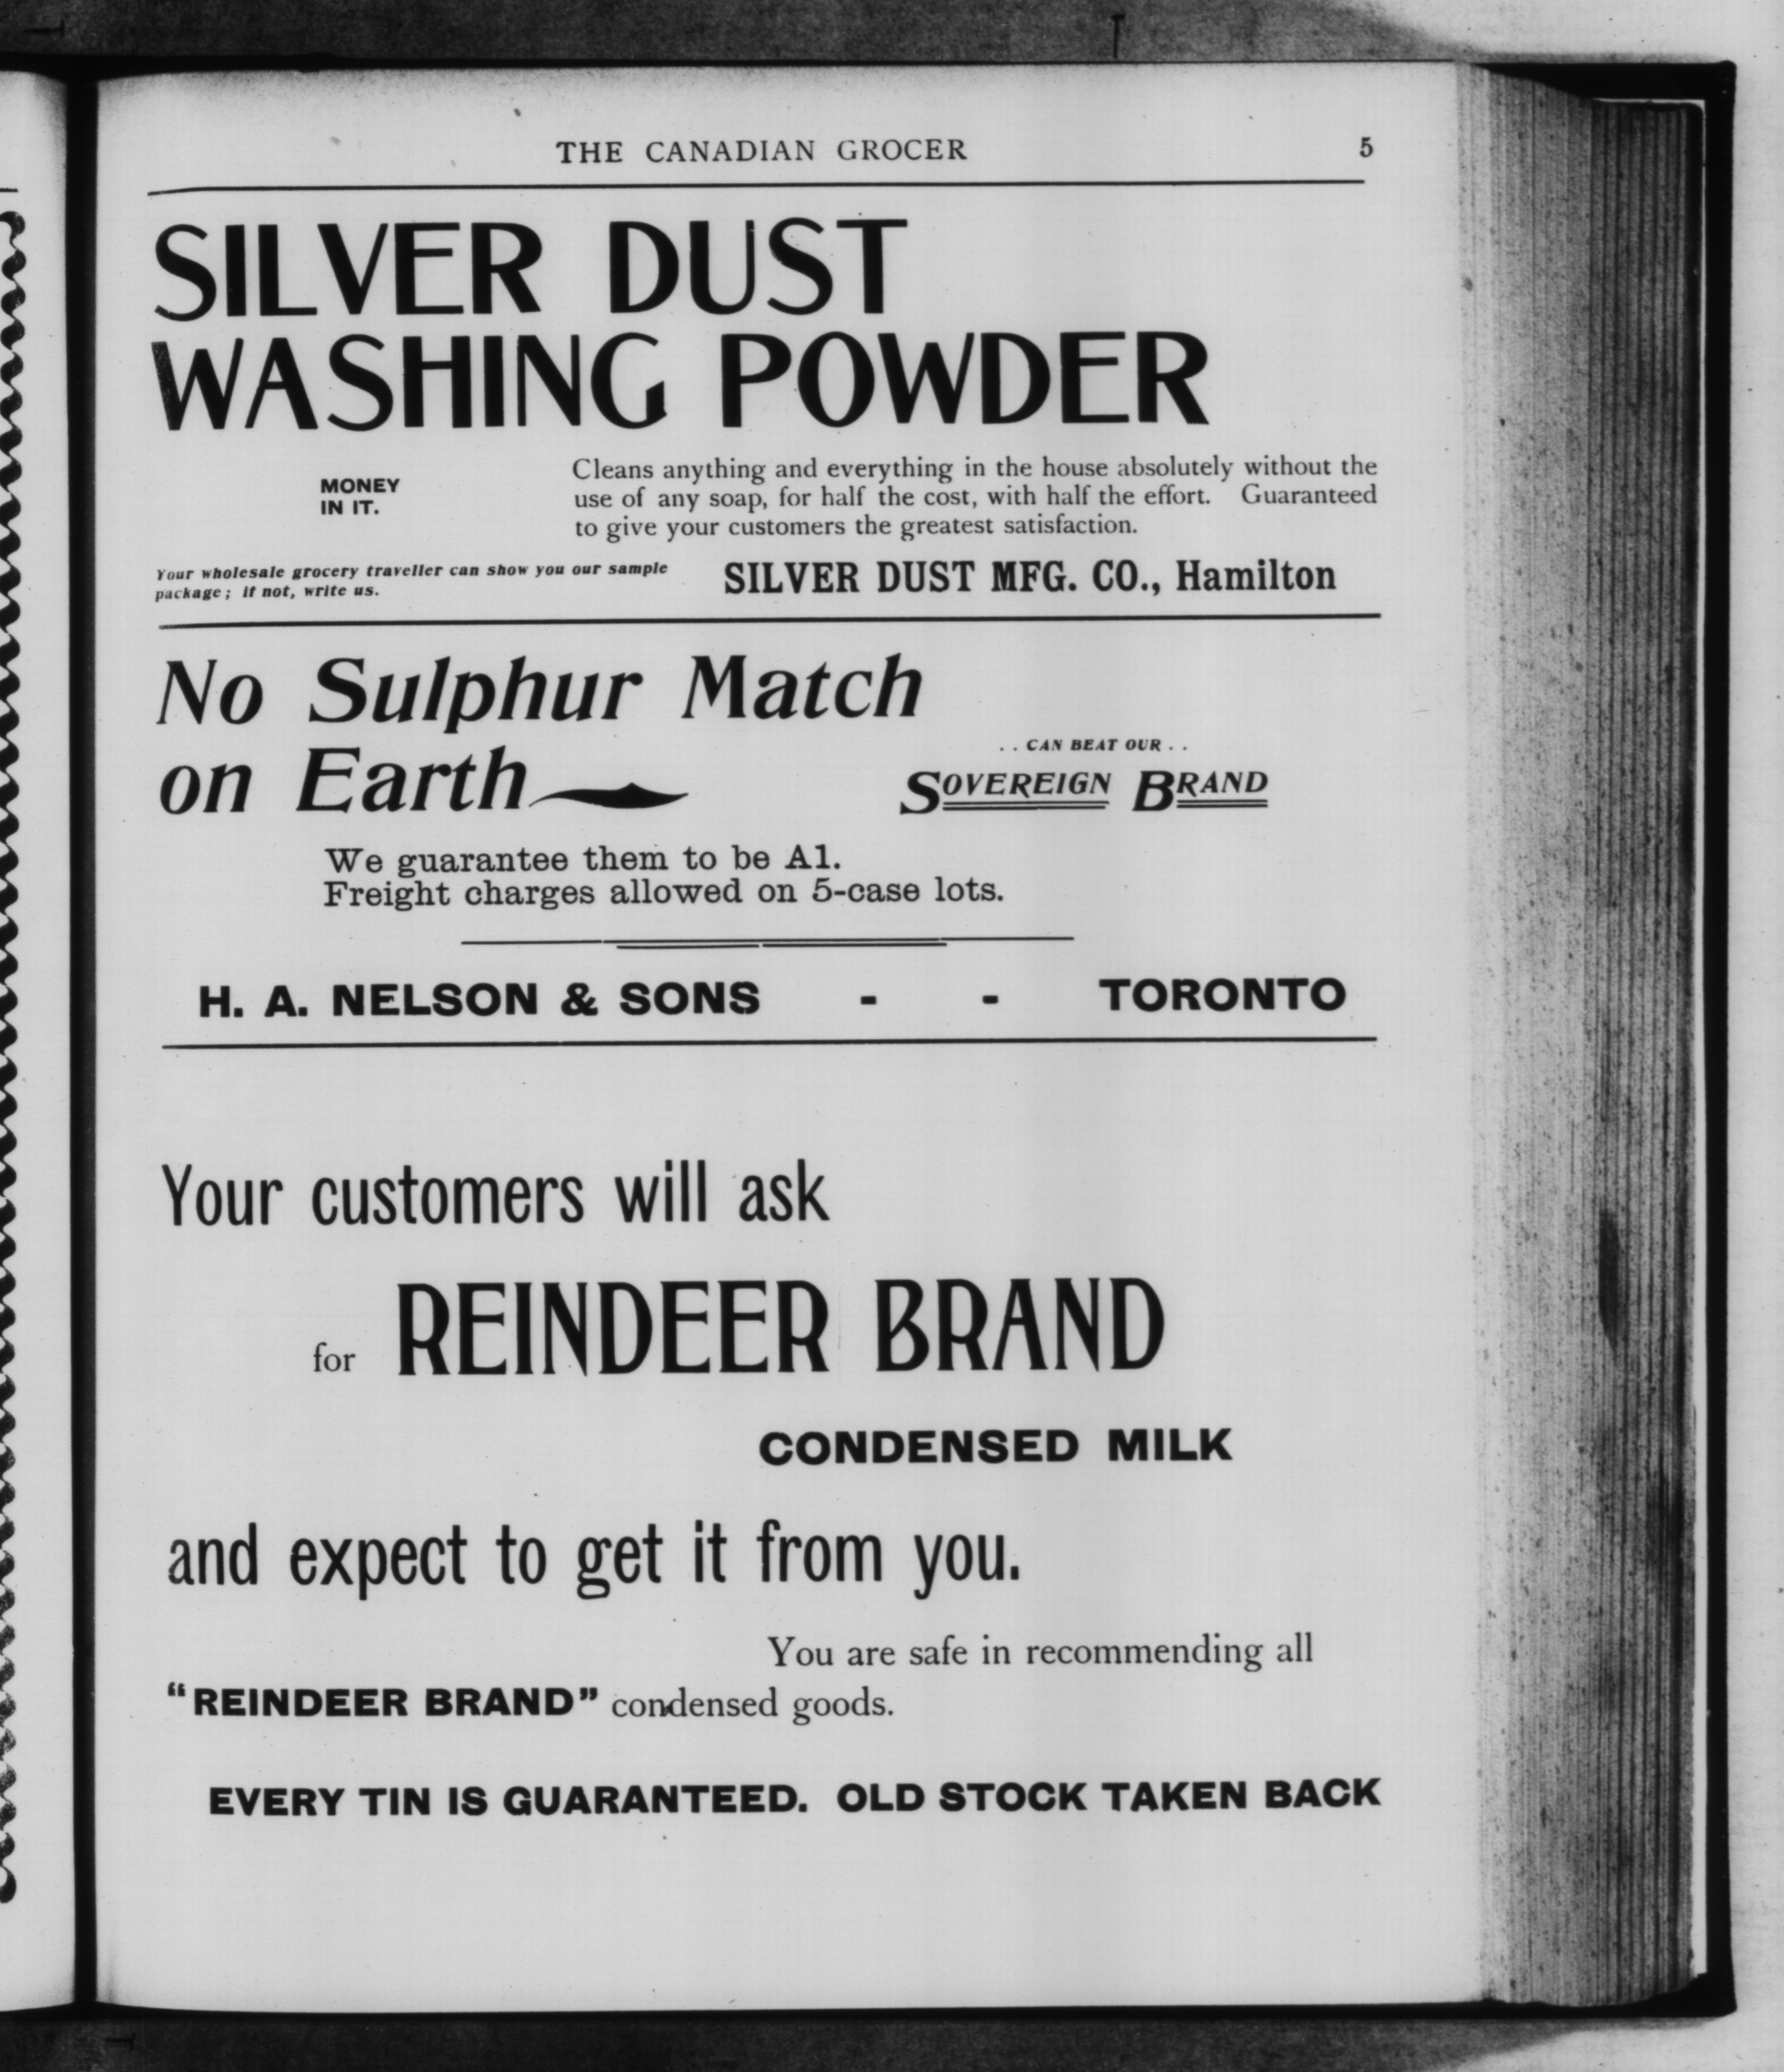 THE CANADIAN GROCER 5
SILVER DUST
WASHING POWDER
MONEY
IN IT.
Cleans anything and everything in the house absolutely without the
use of any soap, for half the cost, with half the effort. Guaranteed
to give your customers the greatest satisfaction.
Your wholesale grocery traveller can show you our sample
package; if not, write us.
SILVER DUST MFG. CO., Hamilton
No Sulphur Match
on Earth
. . CAN BEAT OUR . .
SOVEREIGN BRAND
We guarantee them to be A1.
Freight charges allowed on 5-case lots.
H. A. NELSON & SONS - - TORONTO
Your customers will ask
for REINDEER BRAND
CONDENSED MILK
and expect to get it from you.
You are safe in recommending all
"REINDEER BRAND" condensed goods.
EVERY TIN IS GUARANTEED. OLD STOCK TAKEN BACK